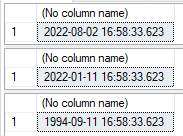 (No column name)
1 2022-08-02 16:58:33.623
(No column name)
1 2022-01-11 16:58:33.623
(No column name)
1 1994-09-11 16:58:33.623